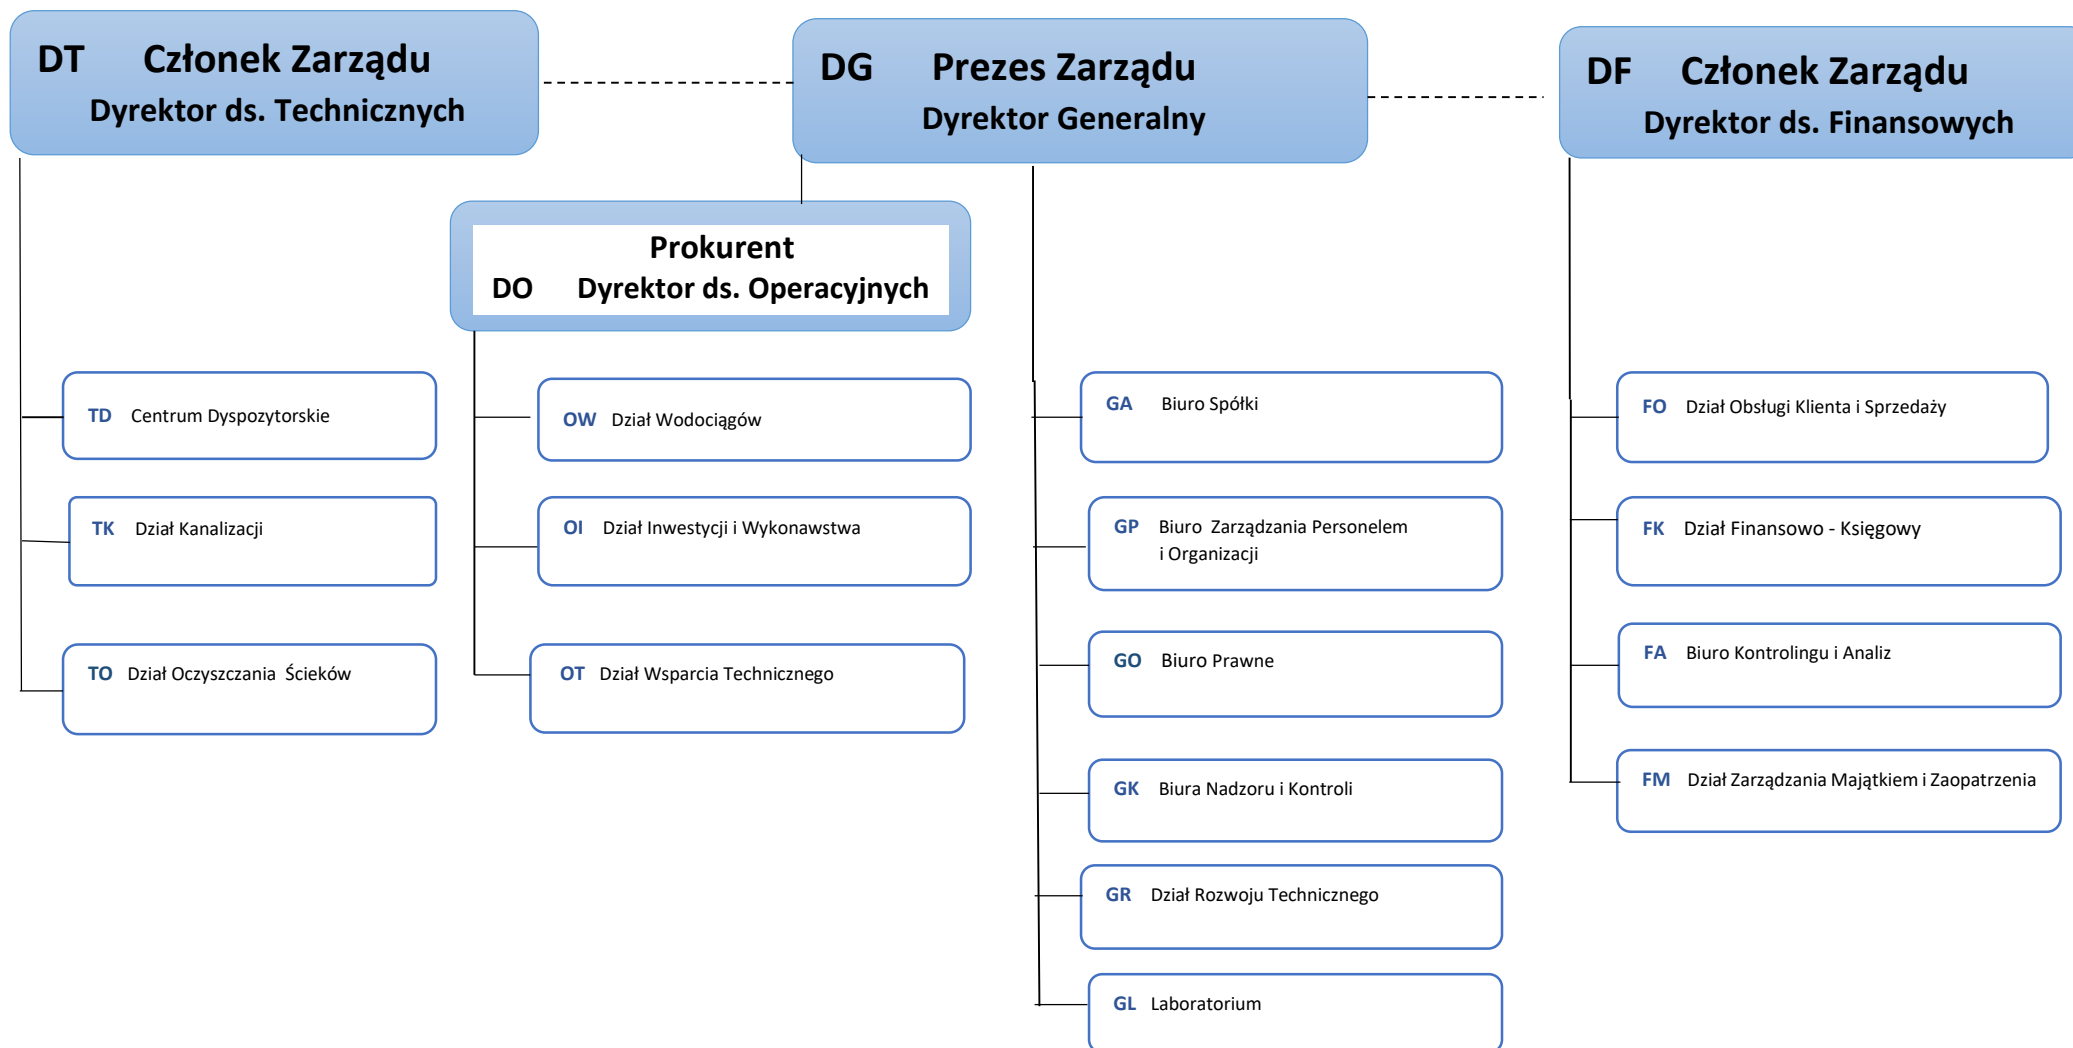 DT Członek Zarządu
Dyrektor ds. Technicznych
DG Prezes Zarządu
Dyrektor Generalny
DF Członek Zarządu
Dyrektor ds. Finansowych
Prokurent
DO Dyrektor ds. Operacyjnych
TD Centrum Dyspozytorskie
TK Dział Kanalizacji
TO Dział Oczyszczania Ścieków
OW Dział Wodociągów
OI Dział Inwestycji i Wykonawstwa
OT Dział Wsparcia Technicznego
GA Biuro Spółki
GP Biuro Zarządzania Personelem
i Organizacji
GO Biuro Prawne
GK Biura Nadzoru i Kontroli
GR Dział Rozwoju Technicznego
GL Laboratorium
FO Dział Obsługi Klienta i Sprzedaży
FK Dział Finansowo - Księgowy
FA Biuro Kontrolingu i Analiz
FM Dział Zarządzania Majątkiem i Zaopatrzenia